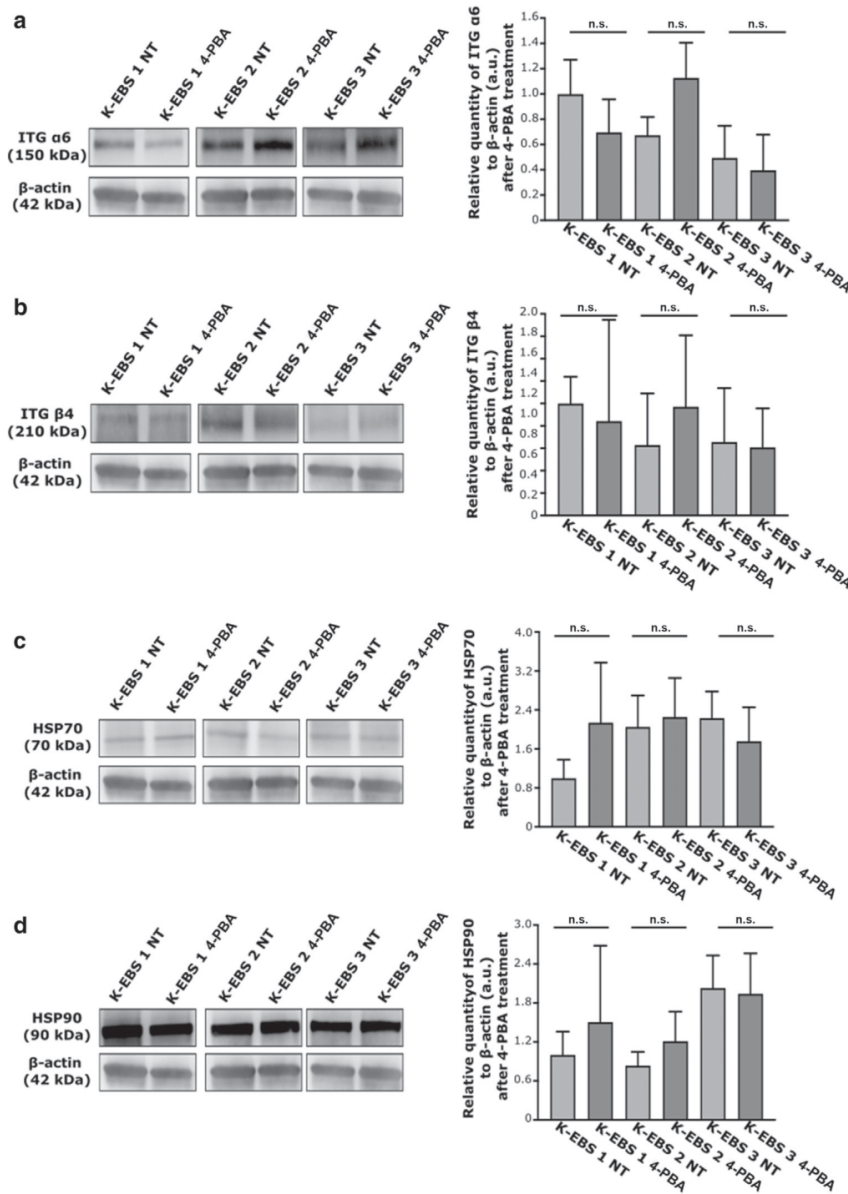 a
K-EBS 1 NT
K-EBS 1 4-PBA
K-EBS 2 NT
K-EBS 2 4-PBA
K-EBS 3 NT
K-EBS 3 4-PBA
ITG α6
(150 kDa)
β-actin
(42 kDa)
Relative quantity of ITG α6
to β-actin (a.u.)
after 4-PBA treatment
1.6
1.4
1.2
1.0
0.8
0.6
0.4
0
n.s.
n.s.
n.s.
K-EBS 1 NT
K-EBS 1 4-PBA
K-EBS 2 NT
K-EBS 2 4-PBA
K-EBS 3 NT
K-EBS 3 4-PBA
b
K-EBS 1 NT
K-EBS 1 4-PBA
K-EBS 2 NT
K-EBS 2 4-PBA
K-EBS 3 NT
K-EBS 3 4-PBA
ITG β4
(210 kDa)
β-actin
(42 kDa)
Relative quantityof ITG β4
to β-actin (a.u.)
after 4-PBA treatment
2.0
1.8
1.6
1.4
1.2
1.0
0.8
0.6
0.4
0.2
0
n.s.
n.s.
n.s.
K-EBS 1 NT
K-EBS 1 4-PBA
K-EBS 2 NT
K-EBS 2 4-PBA
K-EBS 3 NT
K-EBS 3 4-PBA
c
K-EBS 1 NT
K-EBS 1 4-PBA
K-EBS 2 NT
K-EBS 2 4-PBA
K-EBS 3 NT
K-EBS 3 4-PBA
HSP70
(70 kDa)
β-actin
(42 kDa)
Relative quantityof HSP70
to β-actin (a.u.)
after 4-PBA treatment
4.0
2.4
1.6
0.8
0
n.s.
n.s.
n.s.
K-EBS 1 NT
K-EBS 1 4-PBA
K-EBS 2 NT
K-EBS 2 4-PBA
K-EBS 3 NT
K-EBS 3 4-PBA
d
K-EBS 1 NT
K-EBS 1 4-PBA
K-EBS 2 NT
K-EBS 2 4-PBA
K-EBS 3 NT
K-EBS 3 4-PBA
HSP90
(90 kDa)
β-actin
(42 kDa)
Relative quantityof HSP90
to β-actin (a.u.)
after 4-PBA treatment
3.0
1.8
1.2
0.6
0
n.s.
n.s.
n.s.
K-EBS 1 NT
K-EBS 1 4-PBA
K-EBS 2 NT
K-EBS 2 4-PBA
K-EBS 3 NT
K-EBS 3 4-PBA